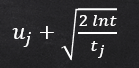 u_j + √(2 lnt / t_j)